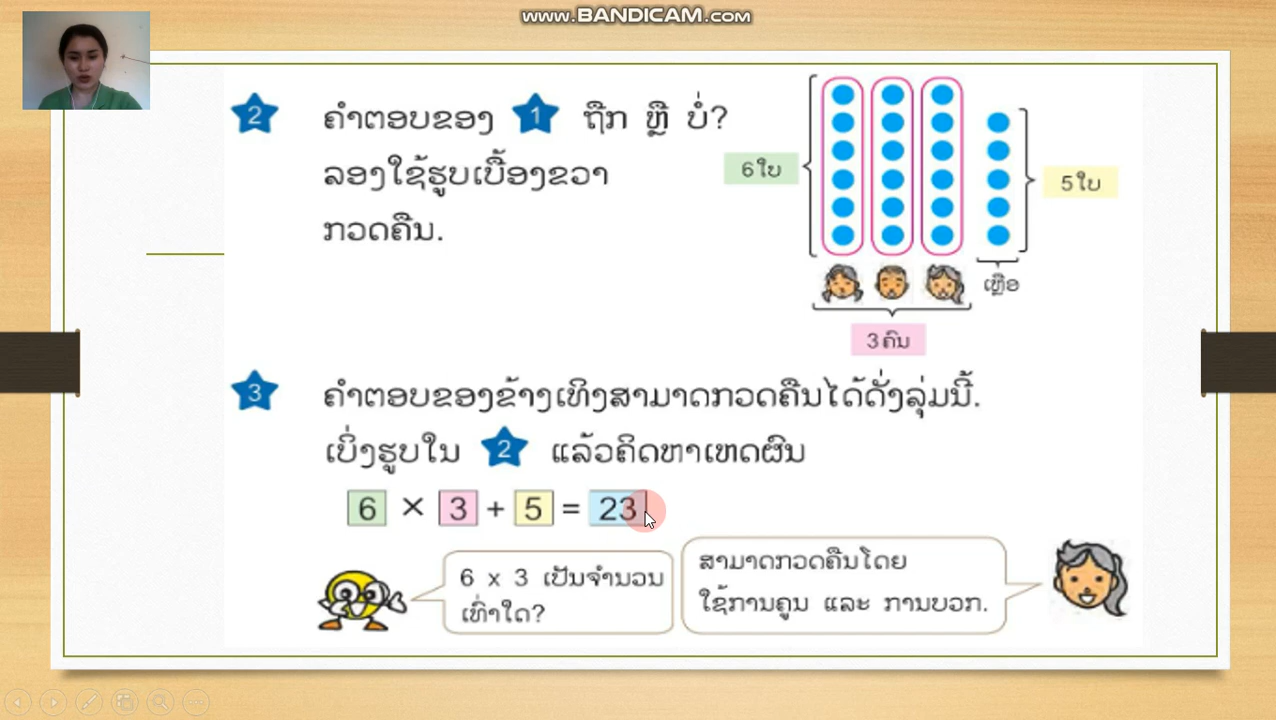 www.BANDICAM.com
2 ຄຳຕອບຂອງ 1 ຖືກ ຫຼື ບໍ່?
ລອງໃຊ້ຮູບເບື້ອງຂວາ
ກວດຄືນ.
6 ໃບ
5 ໃບ
ເຫຼືອ
3 ຄົນ
3 ຄຳຕອບຂອງຂ້າງເທິງສາມາດກວດຄືນໄດ້ດັ່ງລຸ່ມນີ້.
ເບິ່ງຮູບໃນ 2 ແລ້ວຄິດຫາເຫດຜົນ
6 × 3 + 5 = 23
6 x 3 ເປັນຈຳນວນ
ເທົ່າໃດ?
ສາມາດກວດຄືນໂດຍ
ໃຊ້ການຄູນ ແລະ ການບວກ.